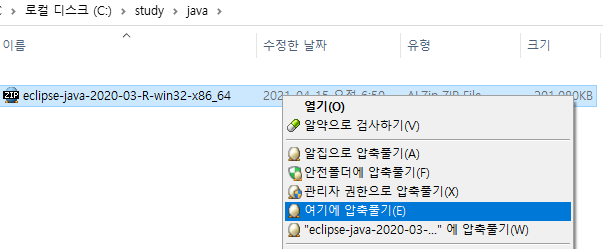 로컬 디스크 (C:) > study > java >
이름 수정한 날짜 유형 크기
ZIP eclipse-java-2020-03-R-win32-x86_64 2021-04-15 오전 6:50 ALZip ZIP File 201,080KB
열기(O)
알약으로 검사하기(V)
알집으로 압축풀기(A)
안전폴더에 압축풀기(F)
관리자 권한으로 압축풀기(X)
여기에 압축풀기(E)
"eclipse-java-2020-03-..." 에 압축풀기(W)